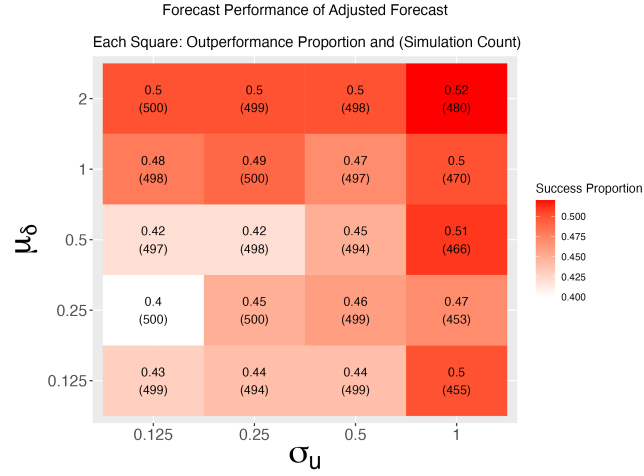 Forecast Performance of Adjusted Forecast
Each Square: Outperformance Proportion and (Simulation Count)
μδ
2
0.5 0.5 0.5 0.52
(500) (499) (498) (480)
1
0.48 0.49 0.47 0.5
(498) (500) (497) (470)
0.5
0.42 0.42 0.45 0.51
(497) (498) (494) (466)
0.25
0.4 0.45 0.46 0.47
(500) (500) (499) (453)
0.125
0.43 0.44 0.44 0.5
(499) (494) (499) (455)
0.125 0.25 0.5 1
σu
Success Proportion
0.500
0.475
0.450
0.425
0.400